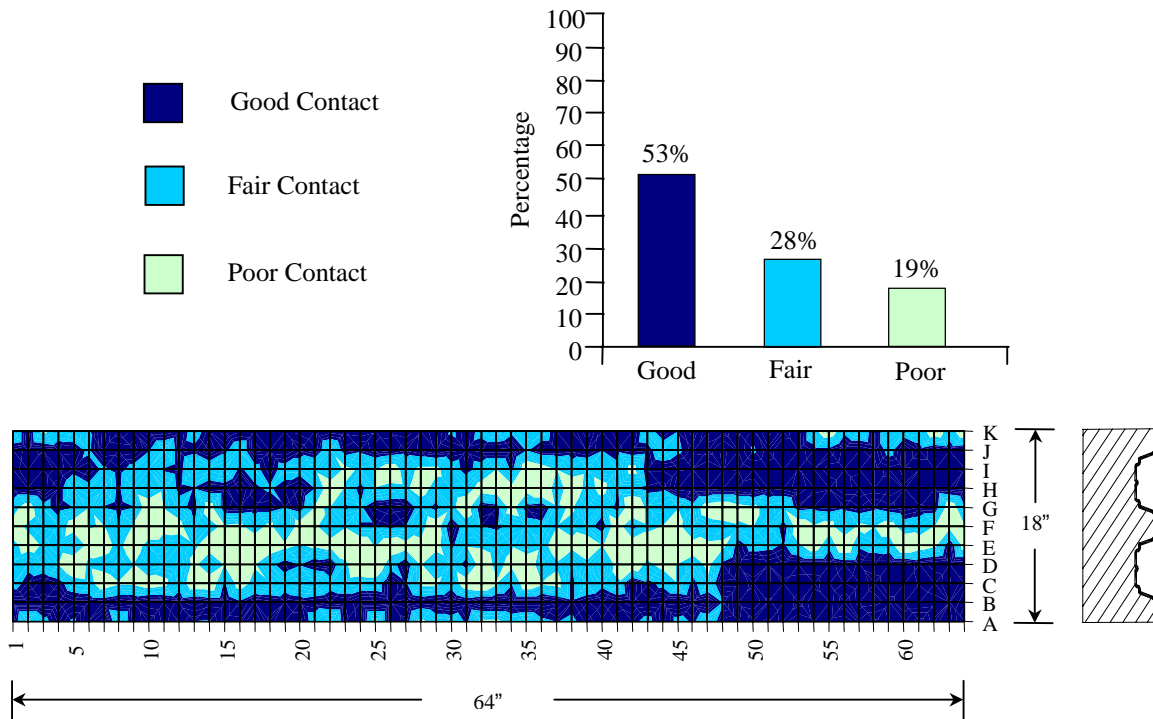 Good Contact
Fair Contact
Poor Contact
Percentage
100
90
80
70
60
50
40
30
20
10
0
53%
28%
19%
Good Fair Poor
K
J
I
H
G
F
E
D
C
B
A
18”
1 5 10 15 20 25 30 35 40 45 50 55 60
64”